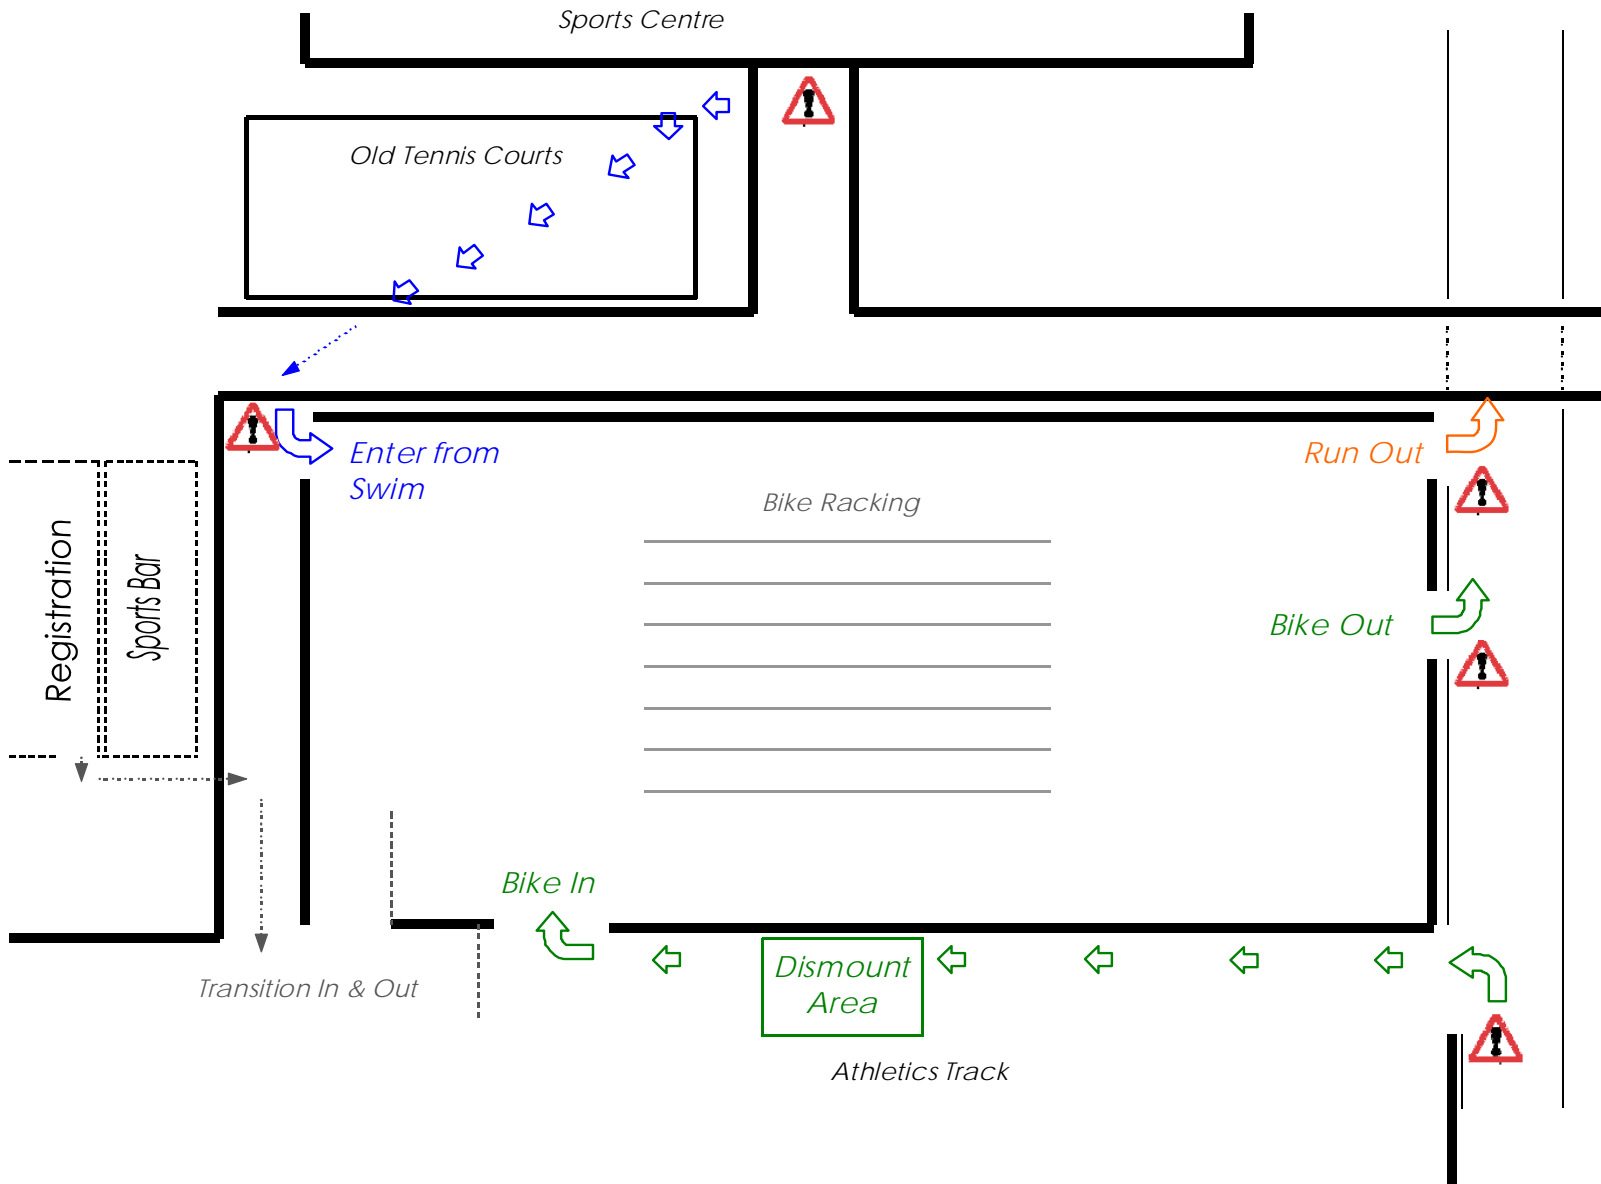 Sports Centre
Old Tennis Courts
Enter from
Swim
Run Out
Bike Racking
Registration
Sports Bar
Bike Out
Bike In
Dismount
Area
Transition In & Out
Athletics Track